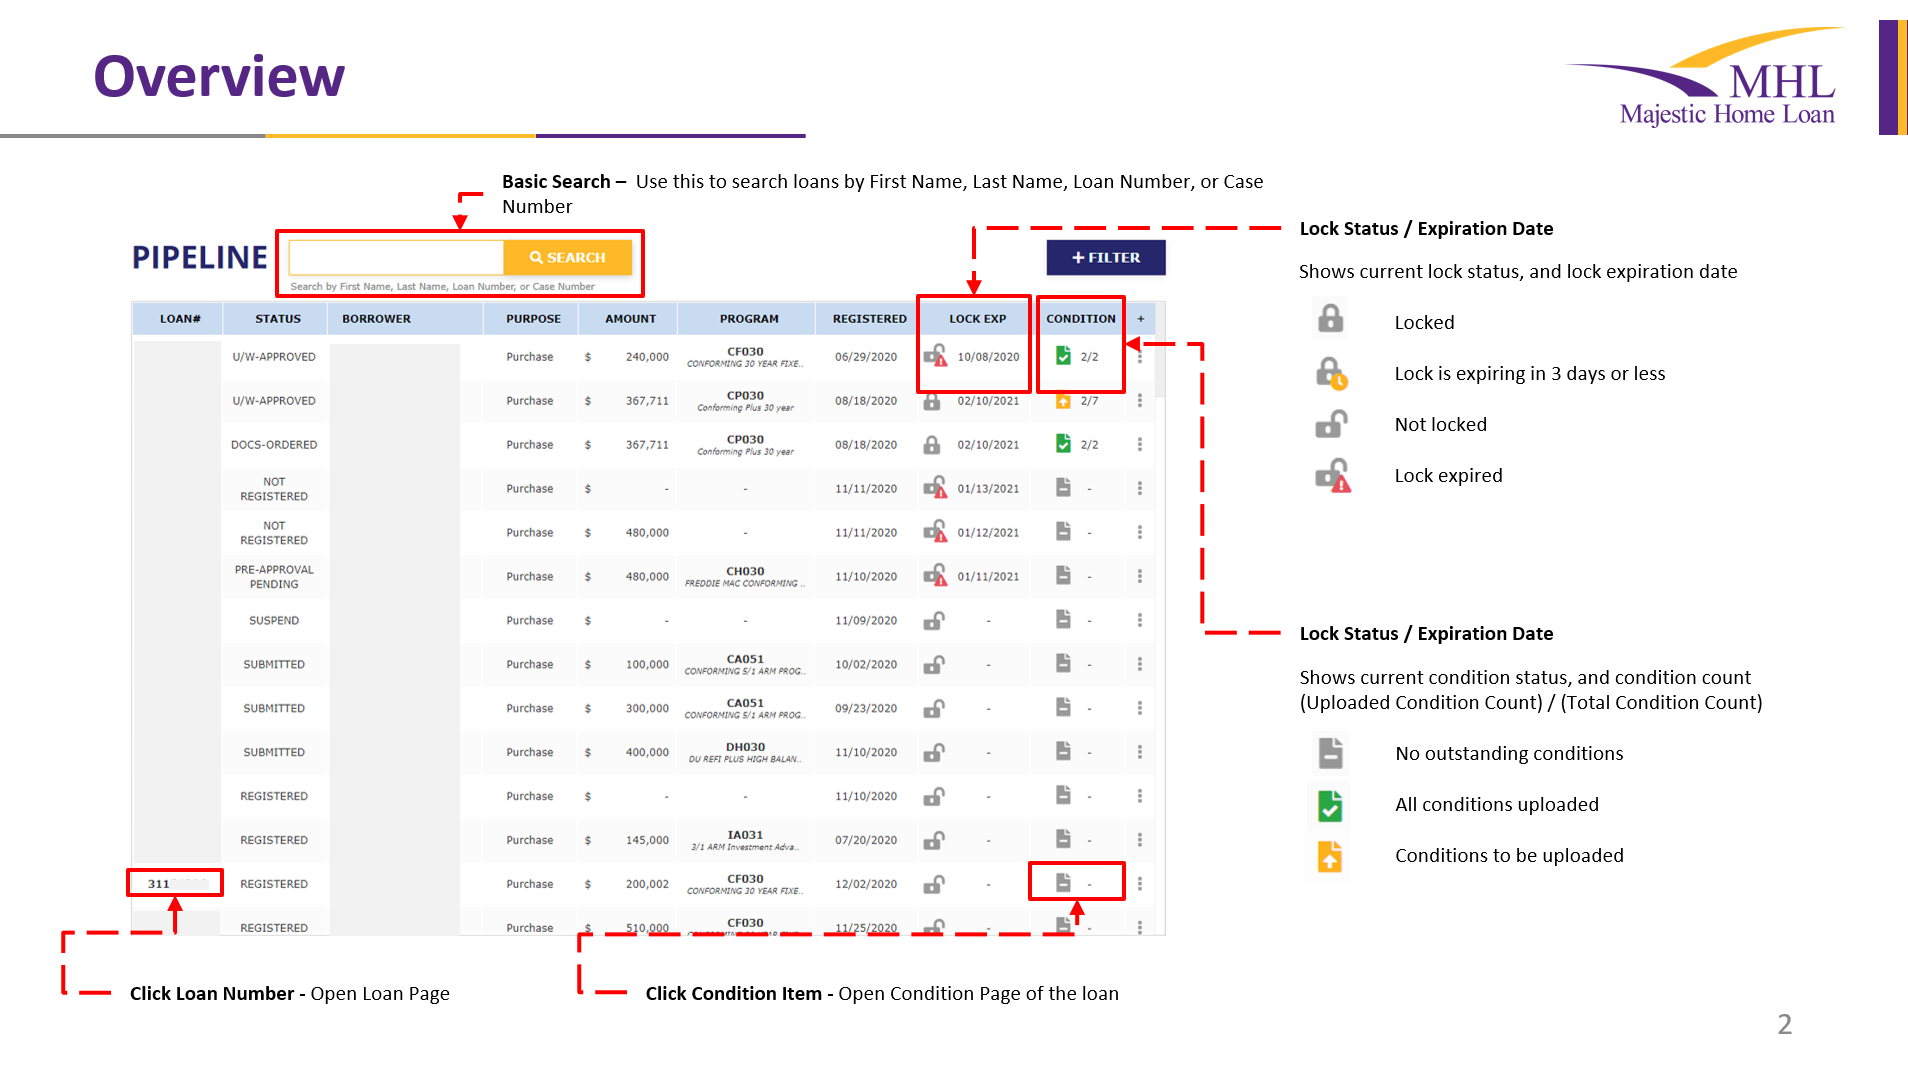 Overview
MHL
Majestic Home Loan
Basic Search – Use this to search loans by First Name, Last Name, Loan Number, or Case
Number
PIPELINE
SEARCH
Search by First Name, Last Name, Loan Number, or Case Number
+ FILTER
LOAN# STATUS BORROWER PURPOSE AMOUNT PROGRAM REGISTERED LOCK EXP CONDITION +
U/W-APPROVED Purchase $ 240,000 CF030 06/29/2020 10/08/2020 2/2
CONFORMING 30 YEAR FIXE..
U/W-APPROVED Purchase $ 367,711 CP030 08/18/2020 02/10/2021 2/7
Conforming Plus 30 year
DOCS-ORDERED Purchase $ 367,711 CP030 08/18/2020 02/10/2021 2/2
Conforming Plus 30 year
NOT
REGISTERED Purchase $ - - 11/11/2020 01/13/2021 -
NOT
REGISTERED Purchase $ 480,000 - 11/11/2020 01/12/2021 -
PRE-APPROVAL
PENDING Purchase $ 480,000 CH030 11/10/2020 01/11/2021 -
FREDDIE MAC CONFORMING ..
SUSPEND Purchase $ - - 11/09/2020 - -
SUBMITTED Purchase $ 100,000 CA051 10/02/2020 - -
CONFORMING 5/1 ARM PROG..
SUBMITTED Purchase $ 300,000 CA051 09/23/2020 - -
CONFORMING 5/1 ARM PROG..
SUBMITTED Purchase $ 400,000 DH030 11/10/2020 - -
DU REFI PLUS HIGH BALAN..
REGISTERED Purchase $ - - 11/10/2020 - -
REGISTERED Purchase $ 145,000 IA031 07/20/2020 - -
3/1 ARM Investment Adva..
311 REGISTERED Purchase $ 200,002 CF030 12/02/2020 - -
CONFORMING 30 YEAR FIXE..
REGISTERED Purchase $ 510,000 CF030 11/25/2020 - -
Click Loan Number - Open Loan Page
Click Condition Item - Open Condition Page of the loan
Lock Status / Expiration Date
Shows current lock status, and lock expiration date
Locked
Lock is expiring in 3 days or less
Not locked
Lock expired
Lock Status / Expiration Date
Shows current condition status, and condition count
(Uploaded Condition Count) / (Total Condition Count)
No outstanding conditions
All conditions uploaded
Conditions to be uploaded
2